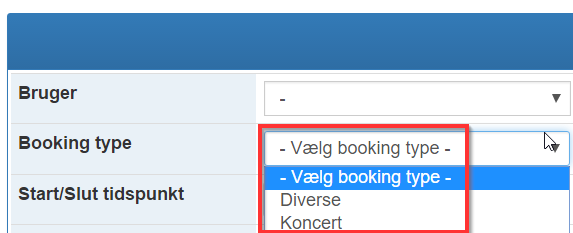 Bruger -
Booking type - Vælg booking type -
- Vælg booking type -
Start/Slut tidspunkt
Diverse
Koncert